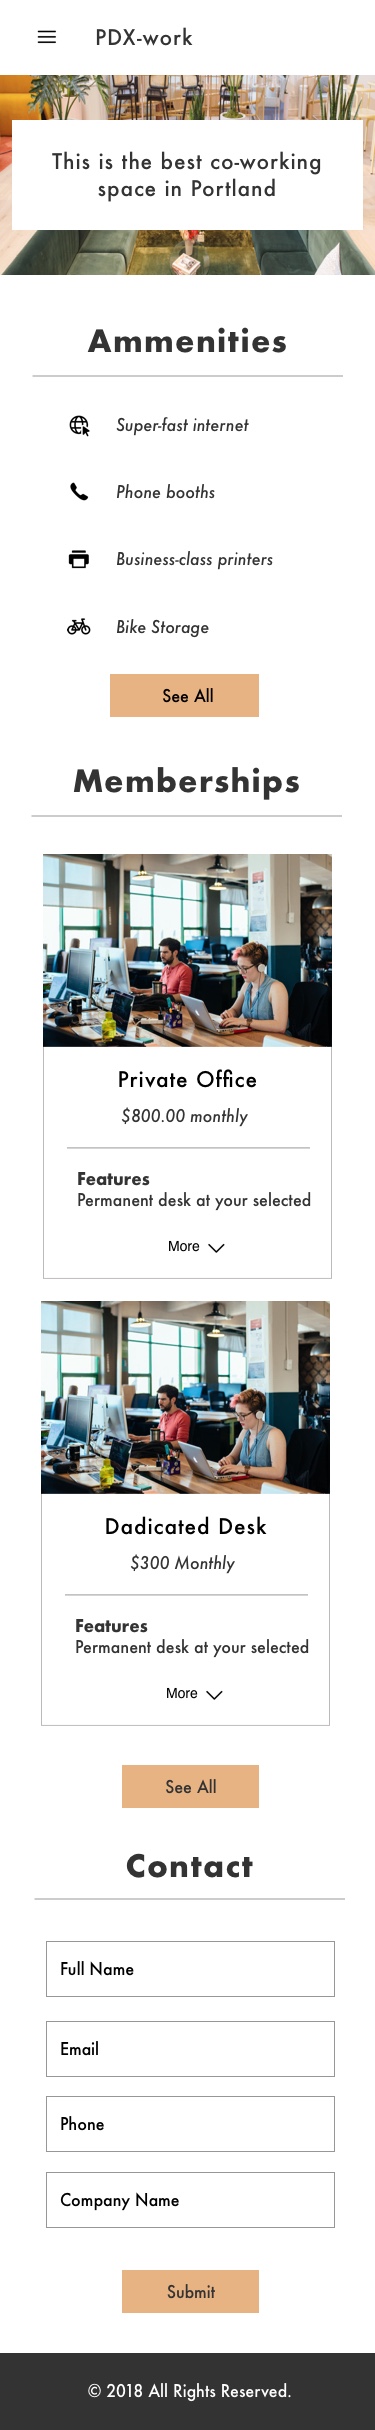 PDX-work
This is the best co-working
space in Portland
Ammenities
Super-fast internet
Phone booths
Business-class printers
Bike Storage
See All
Memberships
Private Office
$800.00 monthly
Features
Permanent desk at your selected
More
Dadicated Desk
$300 Monthly
Features
Permanent desk at your selected
More
See All
Contact
Full Name
Email
Phone
Company Name
Submit
© 2018 All Rights Reserved.